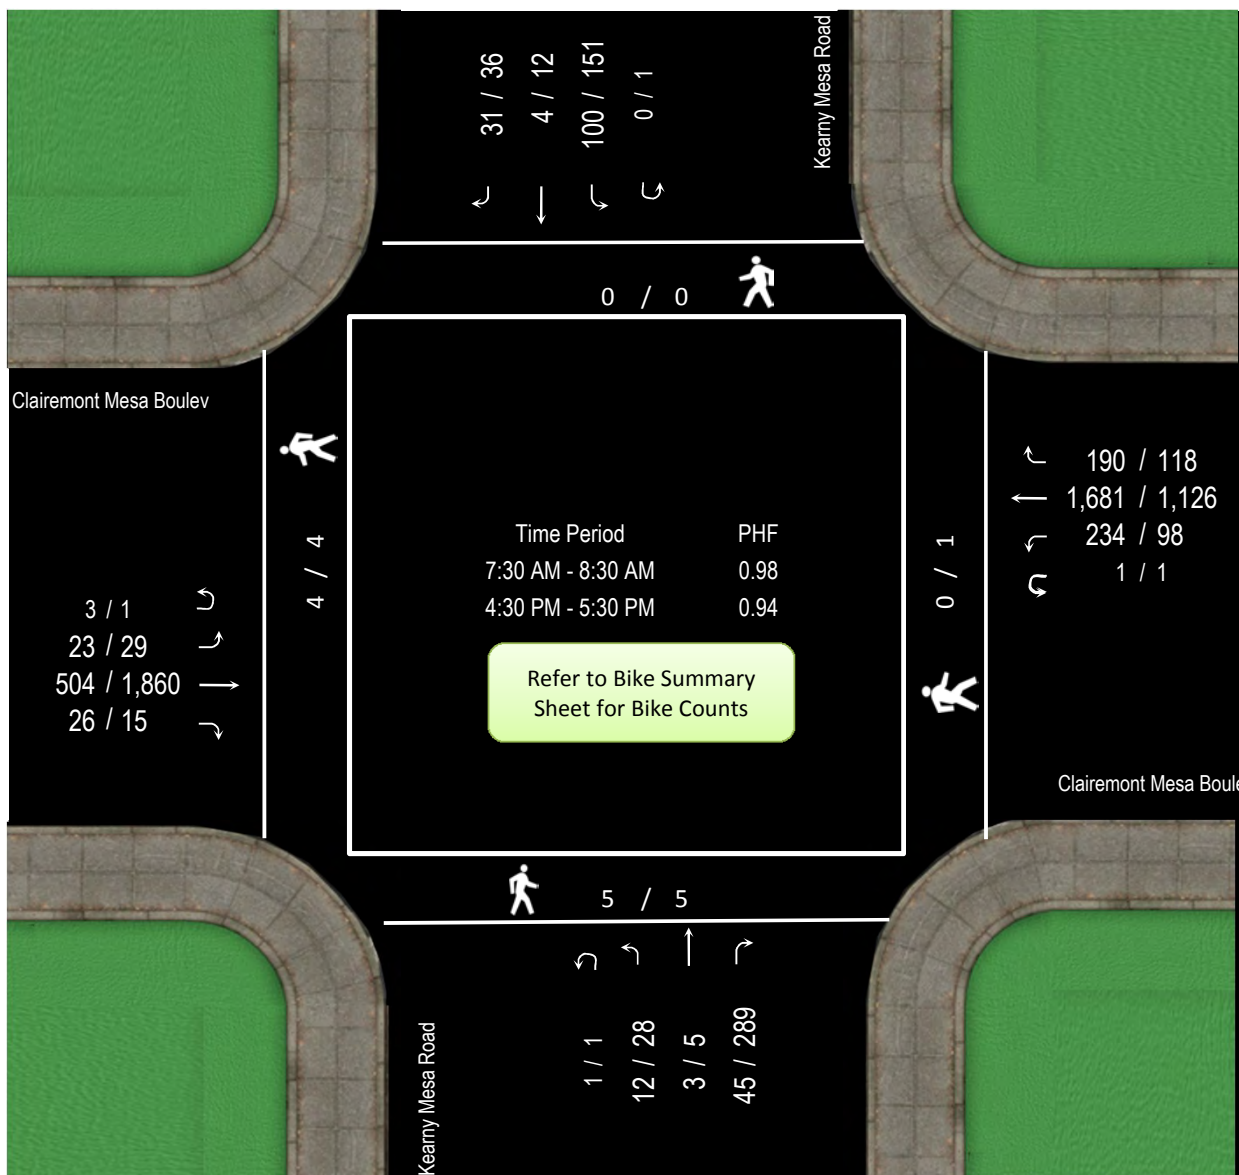 31 / 36
4 / 12
100 / 151
0 / 1
Kearny Mesa Road
0 / 0
Clairemont Mesa Boulev
190 / 118
1,681 / 1,126
234 / 98
1 / 1
4 / 4
Time Period PHF
7:30 AM - 8:30 AM 0.98
4:30 PM - 5:30 PM 0.94
0 / 1
3 / 1
23 / 29
504 / 1,860
26 / 15
Refer to Bike Summary
Sheet for Bike Counts
Clairemont Mesa Boule
5 / 5
Kearny Mesa Road
1 / 1
12 / 28
3 / 5
45 / 289